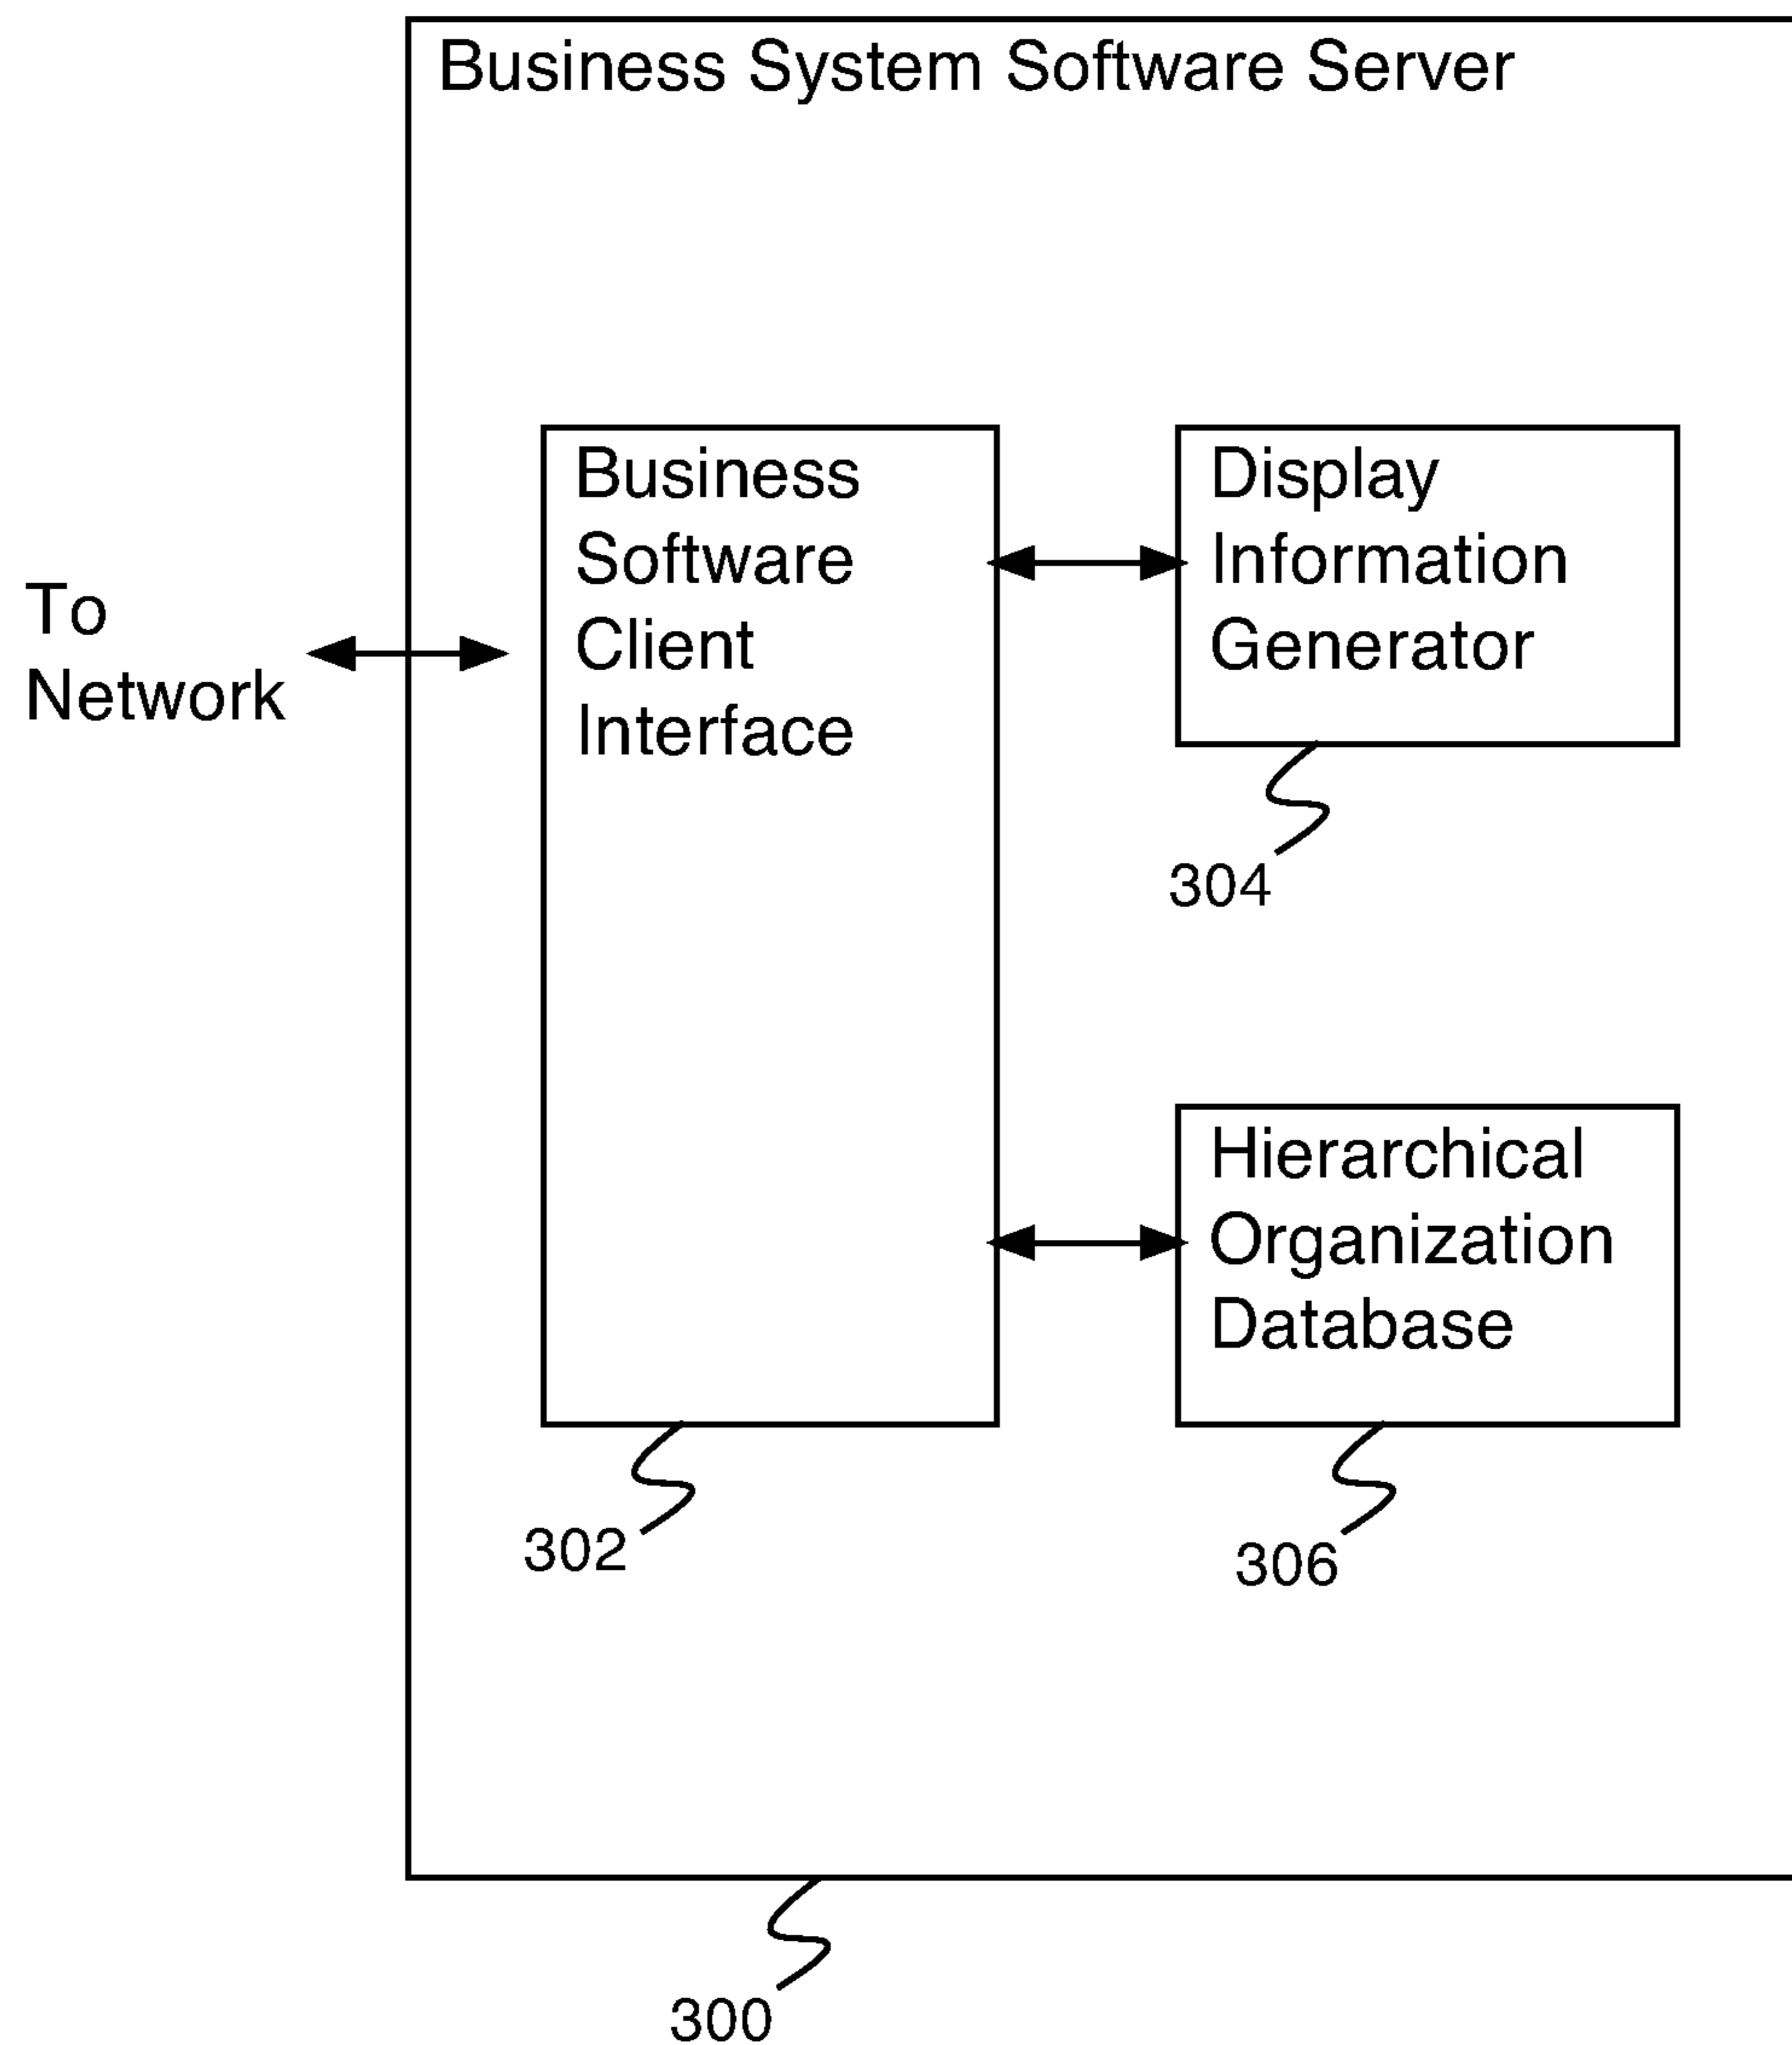 Business System Software Server
To
Network
Business
Software
Client
Interface
302
Display
Information
Generator
304
Hierarchical
Organization
Database
306
300